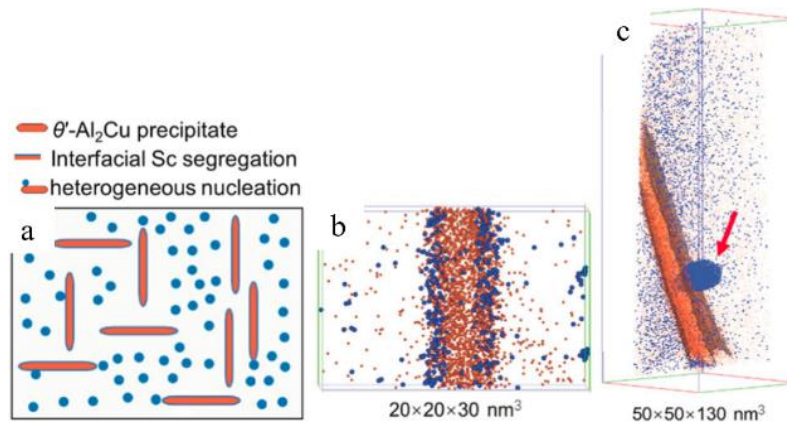 c
θ′-Al₂Cu precipitate
Interfacial Sc segregation
heterogeneous nucleation
a
b
20×20×30 nm³
50×50×130 nm³